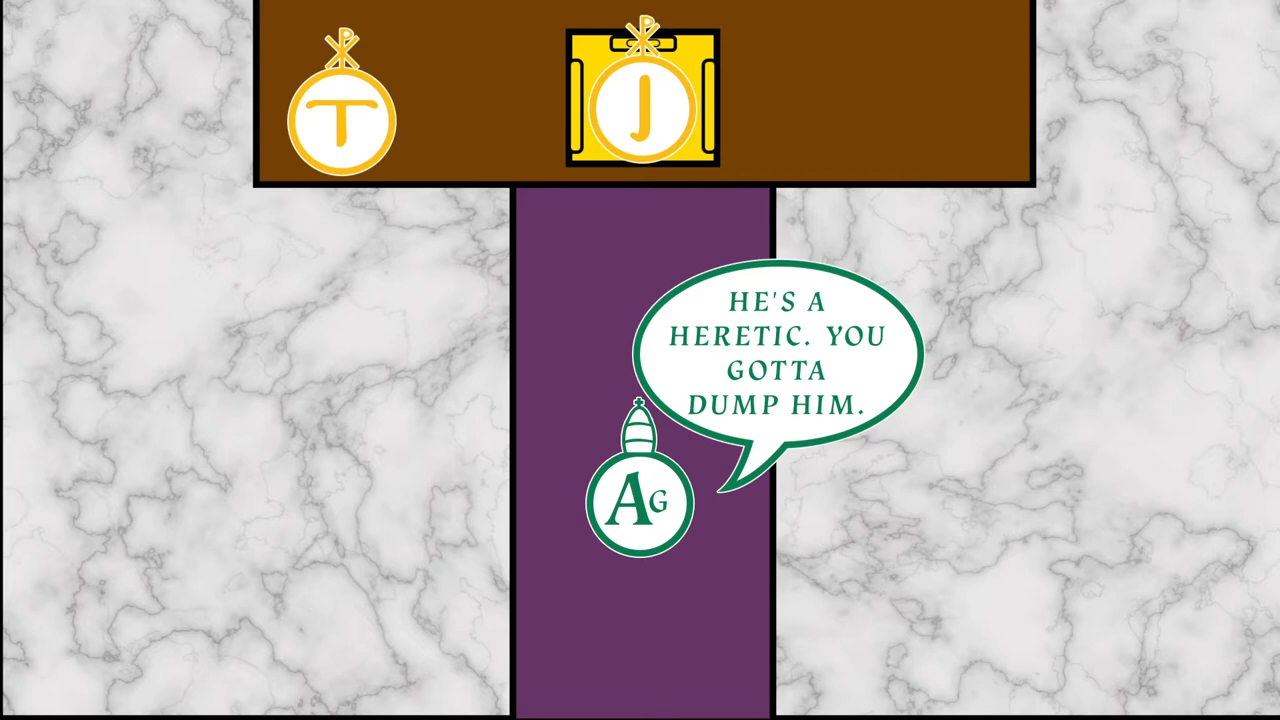 T
J
HE'S A
HERETIC. YOU
GOTTA
DUMP HIM.
AG